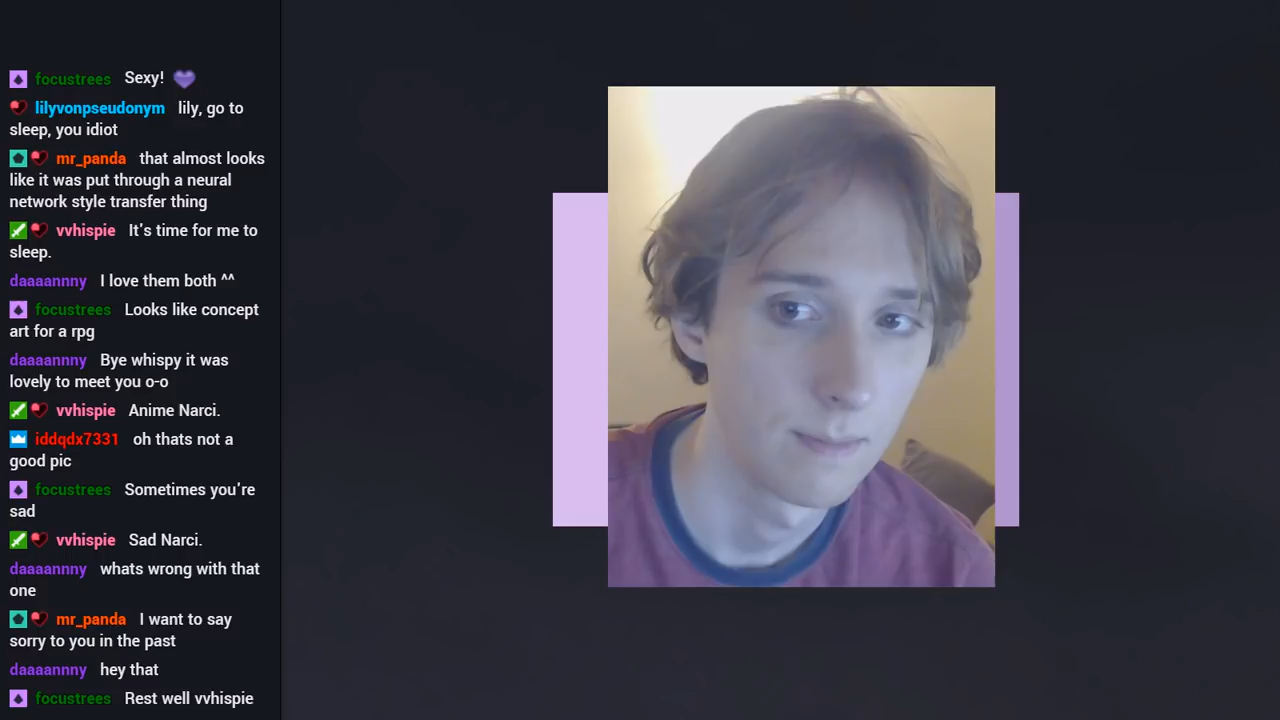 focustrees Sexy!
lilyvonpseudonym lily, go to
sleep, you idiot
mr_panda that almost looks
like it was put through a neural
network style transfer thing
vvhispie It's time for me to
sleep.
daaaannny I love them both ^^
focustrees Looks like concept
art for a rpg
daaaannny Bye whispy it was
lovely to meet you o-o
vvhispie Anime Narci.
iddqdx7331 oh thats not a
good pic
focustrees Sometimes you're
sad
vvhispie Sad Narci.
daaaannny whats wrong with that
one
mr_panda I want to say
sorry to you in the past
daaaannny hey that
focustrees Rest well vvhispie